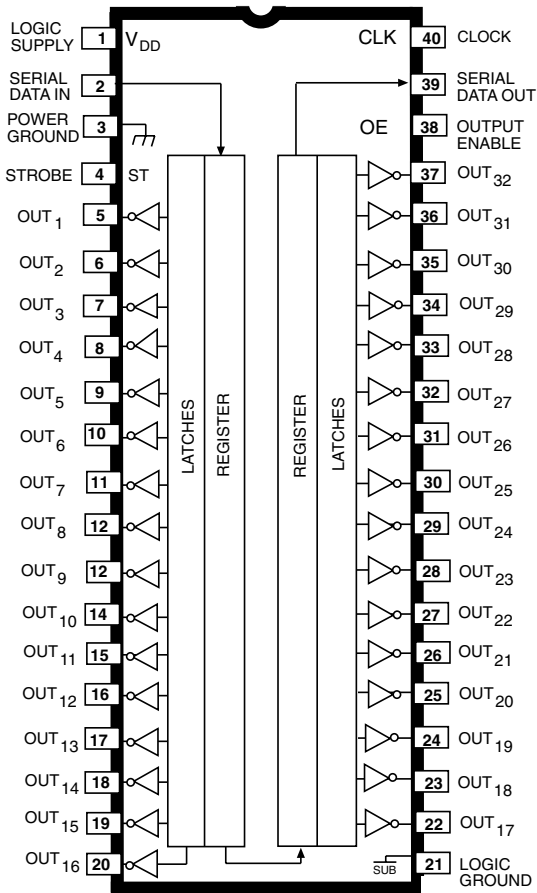 LOGIC SUPPLY 1 VDD CLK 40 CLOCK
SERIAL DATA IN 2 39 SERIAL DATA OUT
POWER GROUND 3 OE 38 OUTPUT ENABLE
STROBE 4 ST 37 OUT32
OUT1 5 36 OUT31
OUT2 6 35 OUT30
OUT3 7 34 OUT29
OUT4 8 33 OUT28
OUT5 9 32 OUT27
OUT6 10 31 OUT26
LATCHES REGISTER REGISTER LATCHES
OUT7 11 30 OUT25
OUT8 12 29 OUT24
OUT9 12 28 OUT23
OUT10 14 27 OUT22
OUT11 15 26 OUT21
OUT12 16 25 OUT20
OUT13 17 24 OUT19
OUT14 18 23 OUT18
OUT15 19 22 OUT17
OUT16 20 SUB 21 LOGIC GROUND